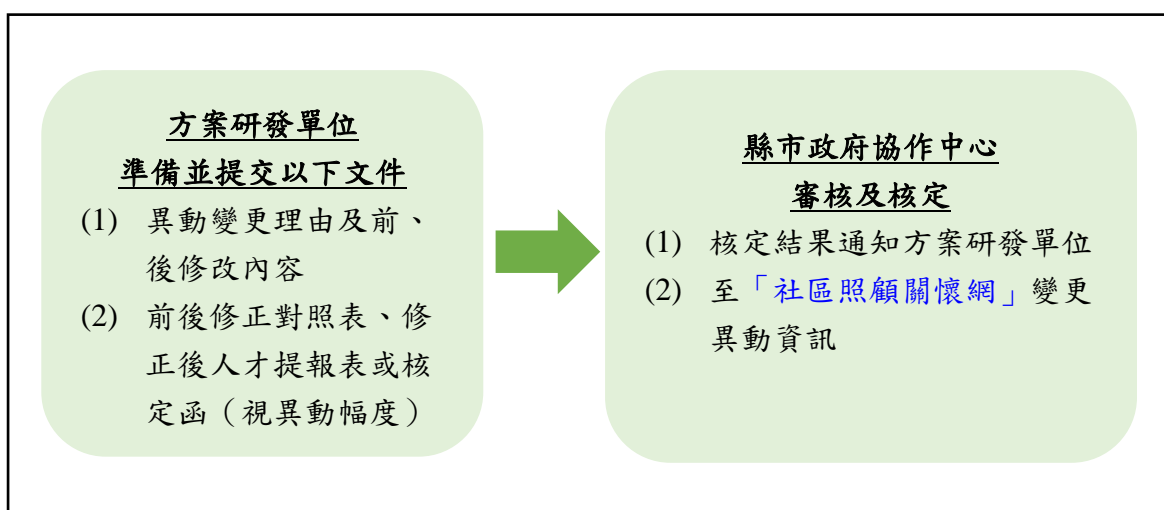 方案研發單位
準備並提交以下文件
(1) 異動變更理由及前、
後修改內容
(2) 前後修正對照表、修
正後人才提報表或核
定函（視異動幅度）
縣市政府協作中心
審核及核定
(1) 核定結果通知方案研發單位
(2) 至「社區照顧關懷網」變更
異動資訊